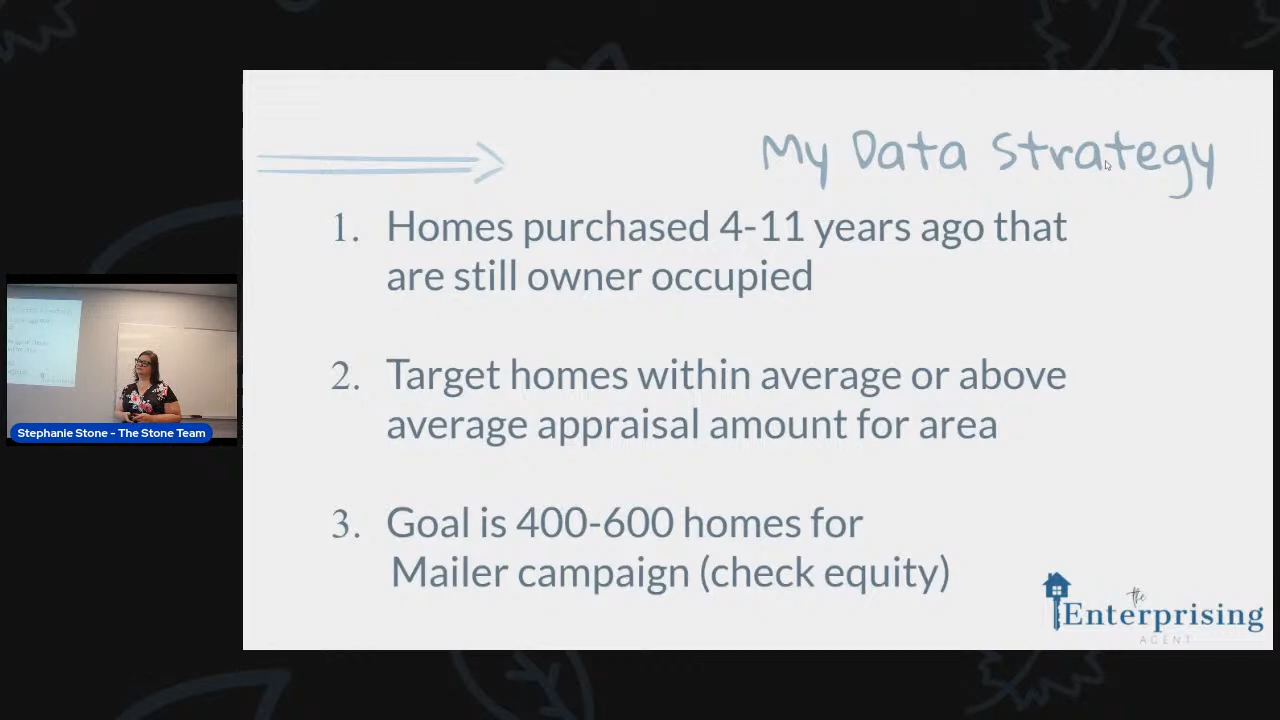 My Data Strategy
1. Homes purchased 4-11 years ago that
are still owner occupied
2. Target homes within average or above
average appraisal amount for area
3. Goal is 400-600 homes for
Mailer campaign (check equity)
the
Enterprising
AGENT
Stephanie Stone - The Stone Team